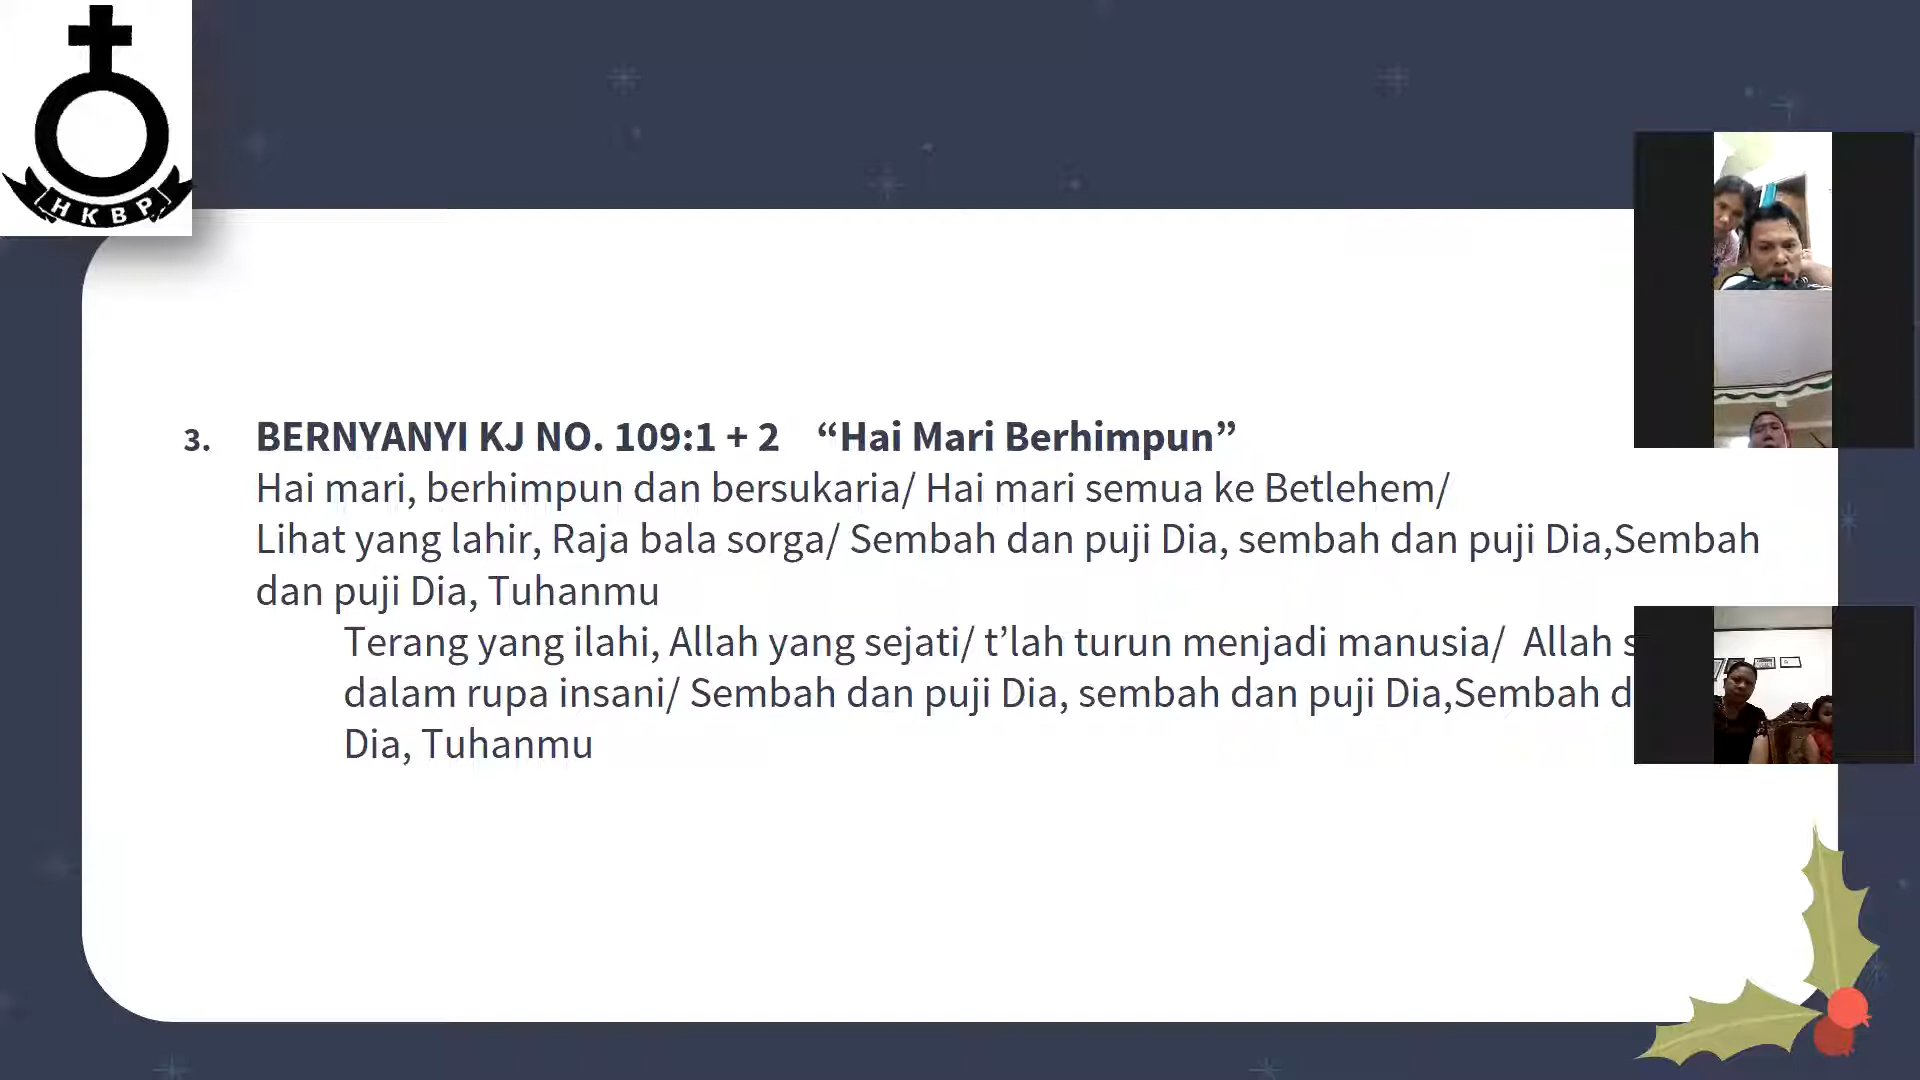 HKBP
3. BERNYANYI KJ NO. 109:1 + 2 “Hai Mari Berhimpun”
Hai mari, berhimpun dan bersukaria/ Hai mari semua ke Betlehem/
Lihat yang lahir, Raja bala sorga/ Sembah dan puji Dia, sembah dan puji Dia,Sembah
dan puji Dia, Tuhanmu
Terang yang ilahi, Allah yang sejati/ t’lah turun menjadi manusia/ Allah
dalam rupa insani/ Sembah dan puji Dia, sembah dan puji Dia,Sembah
Dia, Tuhanmu